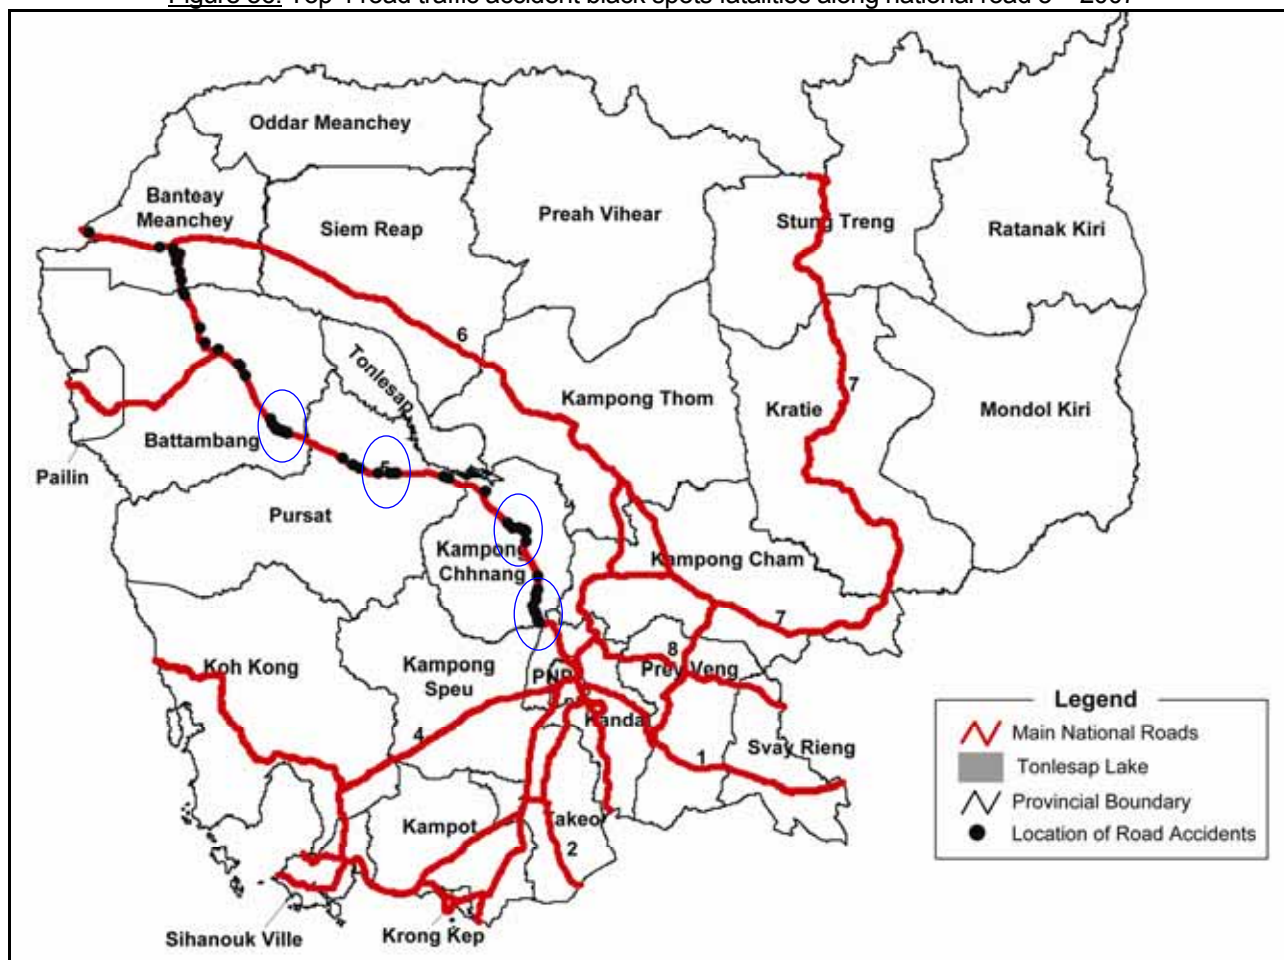 Oddar Meanchey
Banteay
Meanchey
Siem Reap
Preah Vihear
Stung Treng
Ratanak Kiri
6
Tonlesap
7
Kampong Thom
Kratie
Mondol Kiri
Battambang
Pailin
5
Pursat
Kampong
Chhnang
Kampong Cham
7
8
Koh Kong
Kampong
Speu
PNP
Prey Veng
Kandal
4
1
Svay Rieng
Kampot
Takeo
2
Sihanouk Ville
Krong Kep
Legend
Main National Roads
Tonlesap Lake
Provincial Boundary
Location of Road Accidents